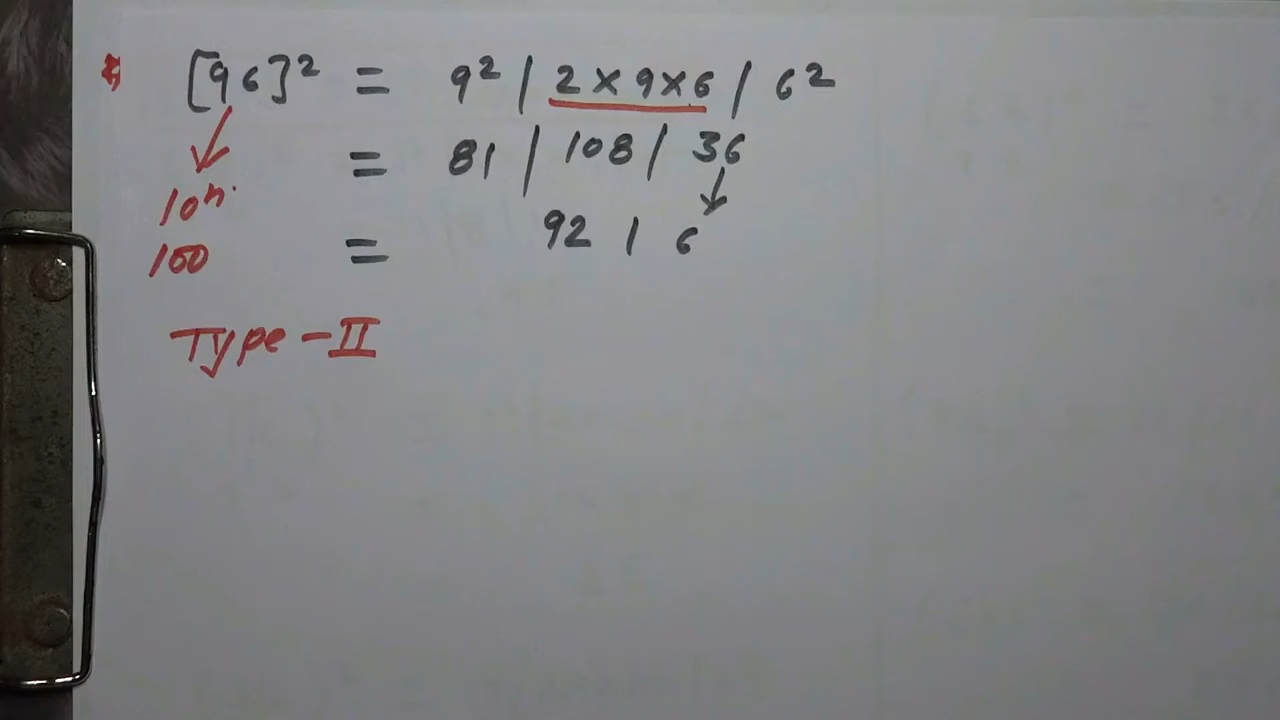 * [96]² = 9² / 2×9×6 / 6²
= 81 / 108 / 36
10ⁿ·
100 = 92 / 6
Type-II